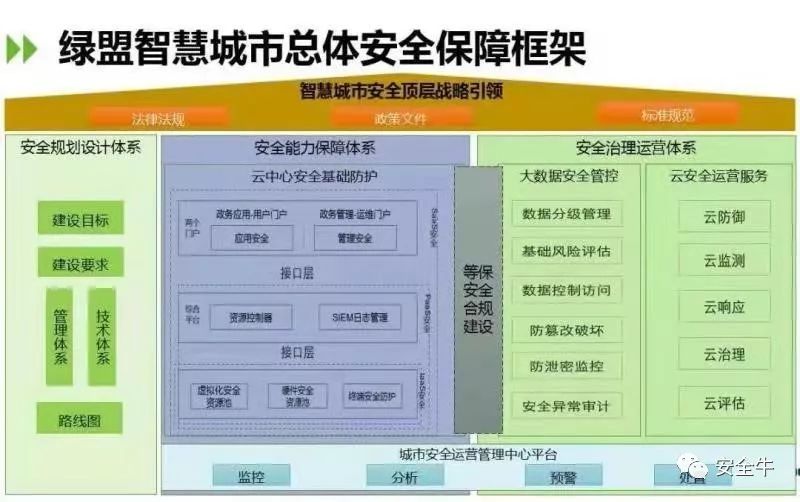 绿盟智慧城市总体安全保障框架
智慧城市安全顶层战略引领
法律法规
政策文件
标准规范
安全规划设计体系
建设目标
建设要求
管理体系
技术体系
路线图
安全能力保障体系
云中心安全基础防护
两个门户
政务应用-用户门户
应用安全
政务管理-运维门户
管理安全
SaaS安全
接口层
综合平台
资源控制器
SIEM日志管理
PaaS安全
接口层
虚拟化安全
资源池
硬件安全
资源池
终端安全防护
IaaS安全
等保安全合规建设
安全治理运营体系
大数据安全管控
数据分级管理
基础风险评估
数据控制访问
防篡改破坏
防泄密监控
安全异常审计
云安全运营服务
云防御
云监测
云响应
云治理
云评估
城市安全运营管理中心平台
监控
分析
预警
处置
安全牛